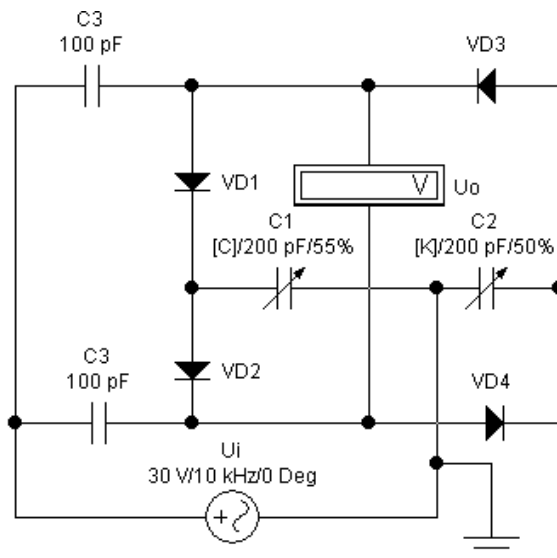 C3
100 pF
VD3
VD1
V
Uo
C1
[C]/200 pF/55%
C2
[K]/200 pF/50%
C3
100 pF
VD2
VD4
Ui
30 V/10 kHz/0 Deg
+